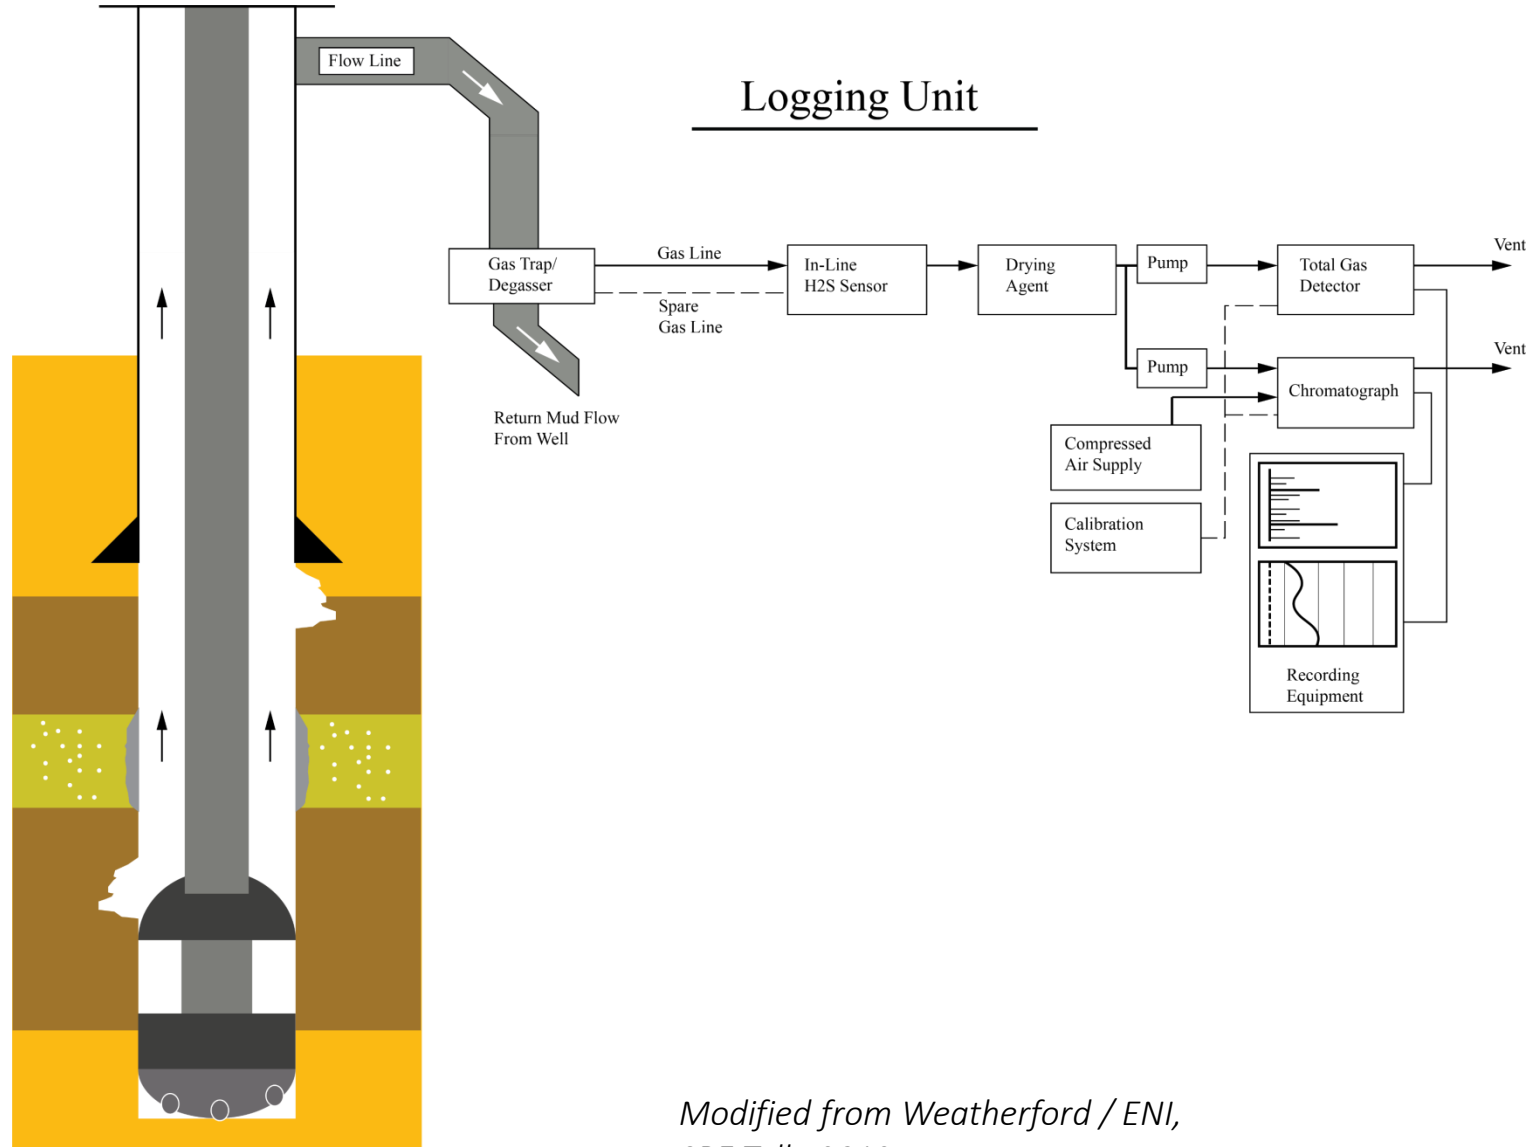 Flow Line
Logging Unit
Gas Trap/
Degasser
Gas Line
Spare
Gas Line
In-Line
H2S Sensor
Drying
Agent
Pump
Total Gas
Detector
Vent
Pump
Chromatograph
Vent
Return Mud Flow
From Well
Compressed
Air Supply
Calibration
System
Recording
Equipment
Modified from Weatherford / ENI,